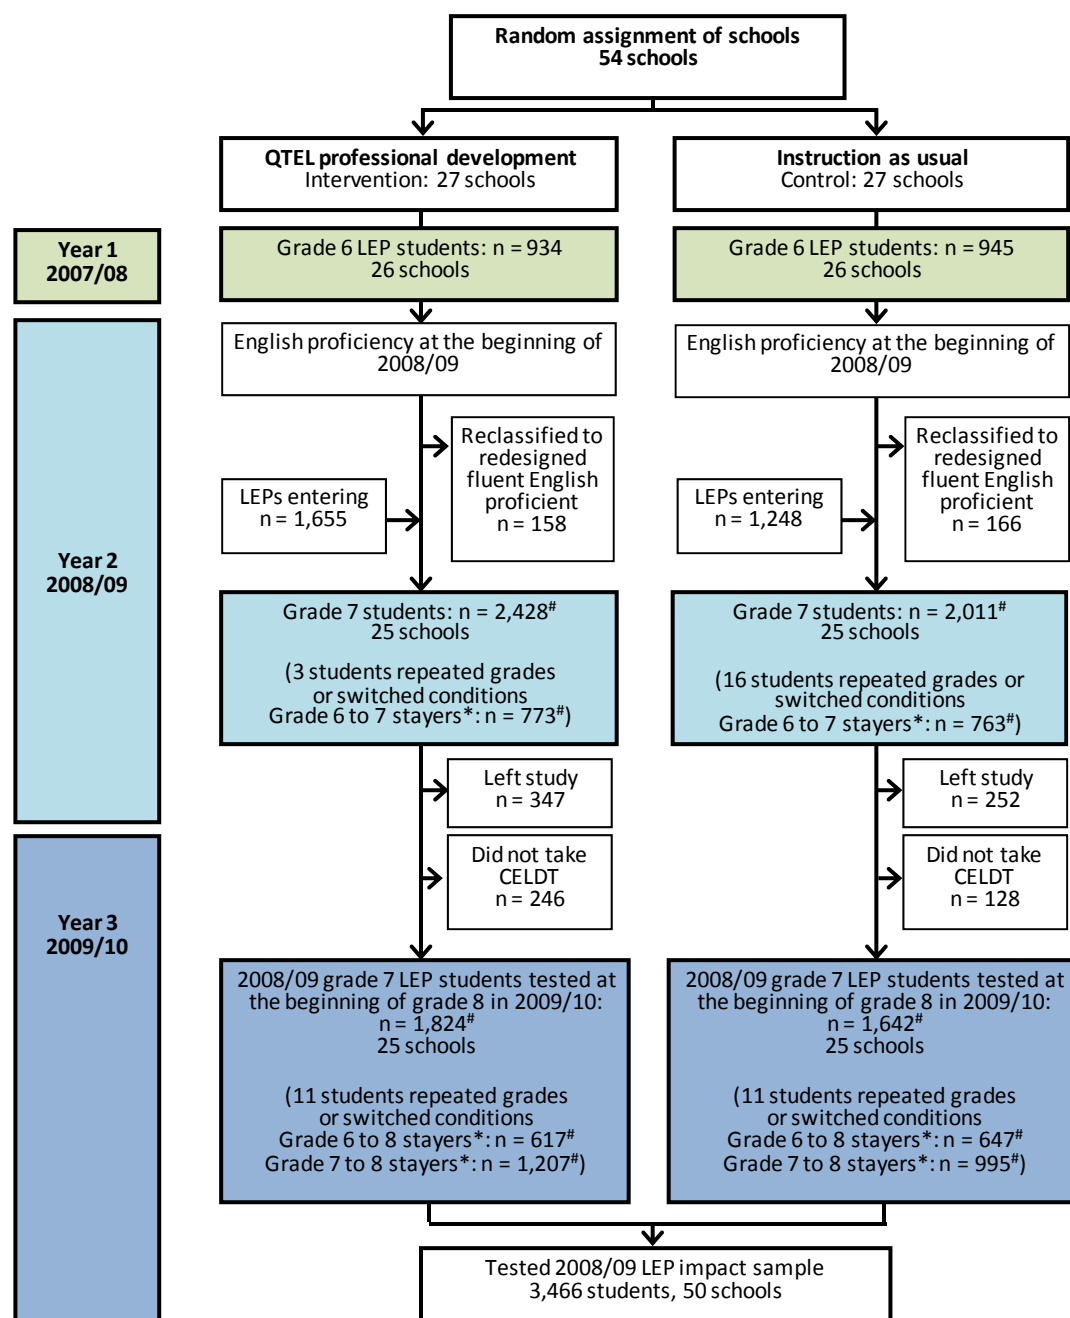 Random assignment of schools
54 schools
QTEL professional development
Intervention: 27 schools
Instruction as usual
Control: 27 schools
Year 1
2007/08
Grade 6 LEP students: n = 934
26 schools
Grade 6 LEP students: n = 945
26 schools
Year 2
2008/09
English proficiency at the beginning of
2008/09
English proficiency at the beginning of
2008/09
Reclassified to
redesigned
fluent English
proficient
n = 158
LEPs entering
n = 1,655
Reclassified to
redesigned
fluent English
proficient
n = 166
LEPs entering
n = 1,248
Grade 7 students: n = 2,428#
25 schools
(3 students repeated grades
or switched conditions
Grade 6 to 7 stayers*: n = 773#)
Grade 7 students: n = 2,011#
25 schools
(16 students repeated grades or
switched conditions
Grade 6 to 7 stayers*: n = 763#)
Left study
n = 347
Left study
n = 252
Year 3
2009/10
Did not take
CELDT
n = 246
Did not take
CELDT
n = 128
2008/09 grade 7 LEP students tested at
the beginning of grade 8 in 2009/10:
n = 1,824#
25 schools
(11 students repeated grades
or switched conditions
Grade 6 to 8 stayers*: n = 617#
Grade 7 to 8 stayers*: n = 1,207#)
2008/09 grade 7 LEP students tested at
the beginning of grade 8 in 2009/10:
n = 1,642#
25 schools
(11 students repeated grades
or switched conditions
Grade 6 to 8 stayers*: n = 647#
Grade 7 to 8 stayers*: n = 995#)
Tested 2008/09 LEP impact sample
3,466 students, 50 schools